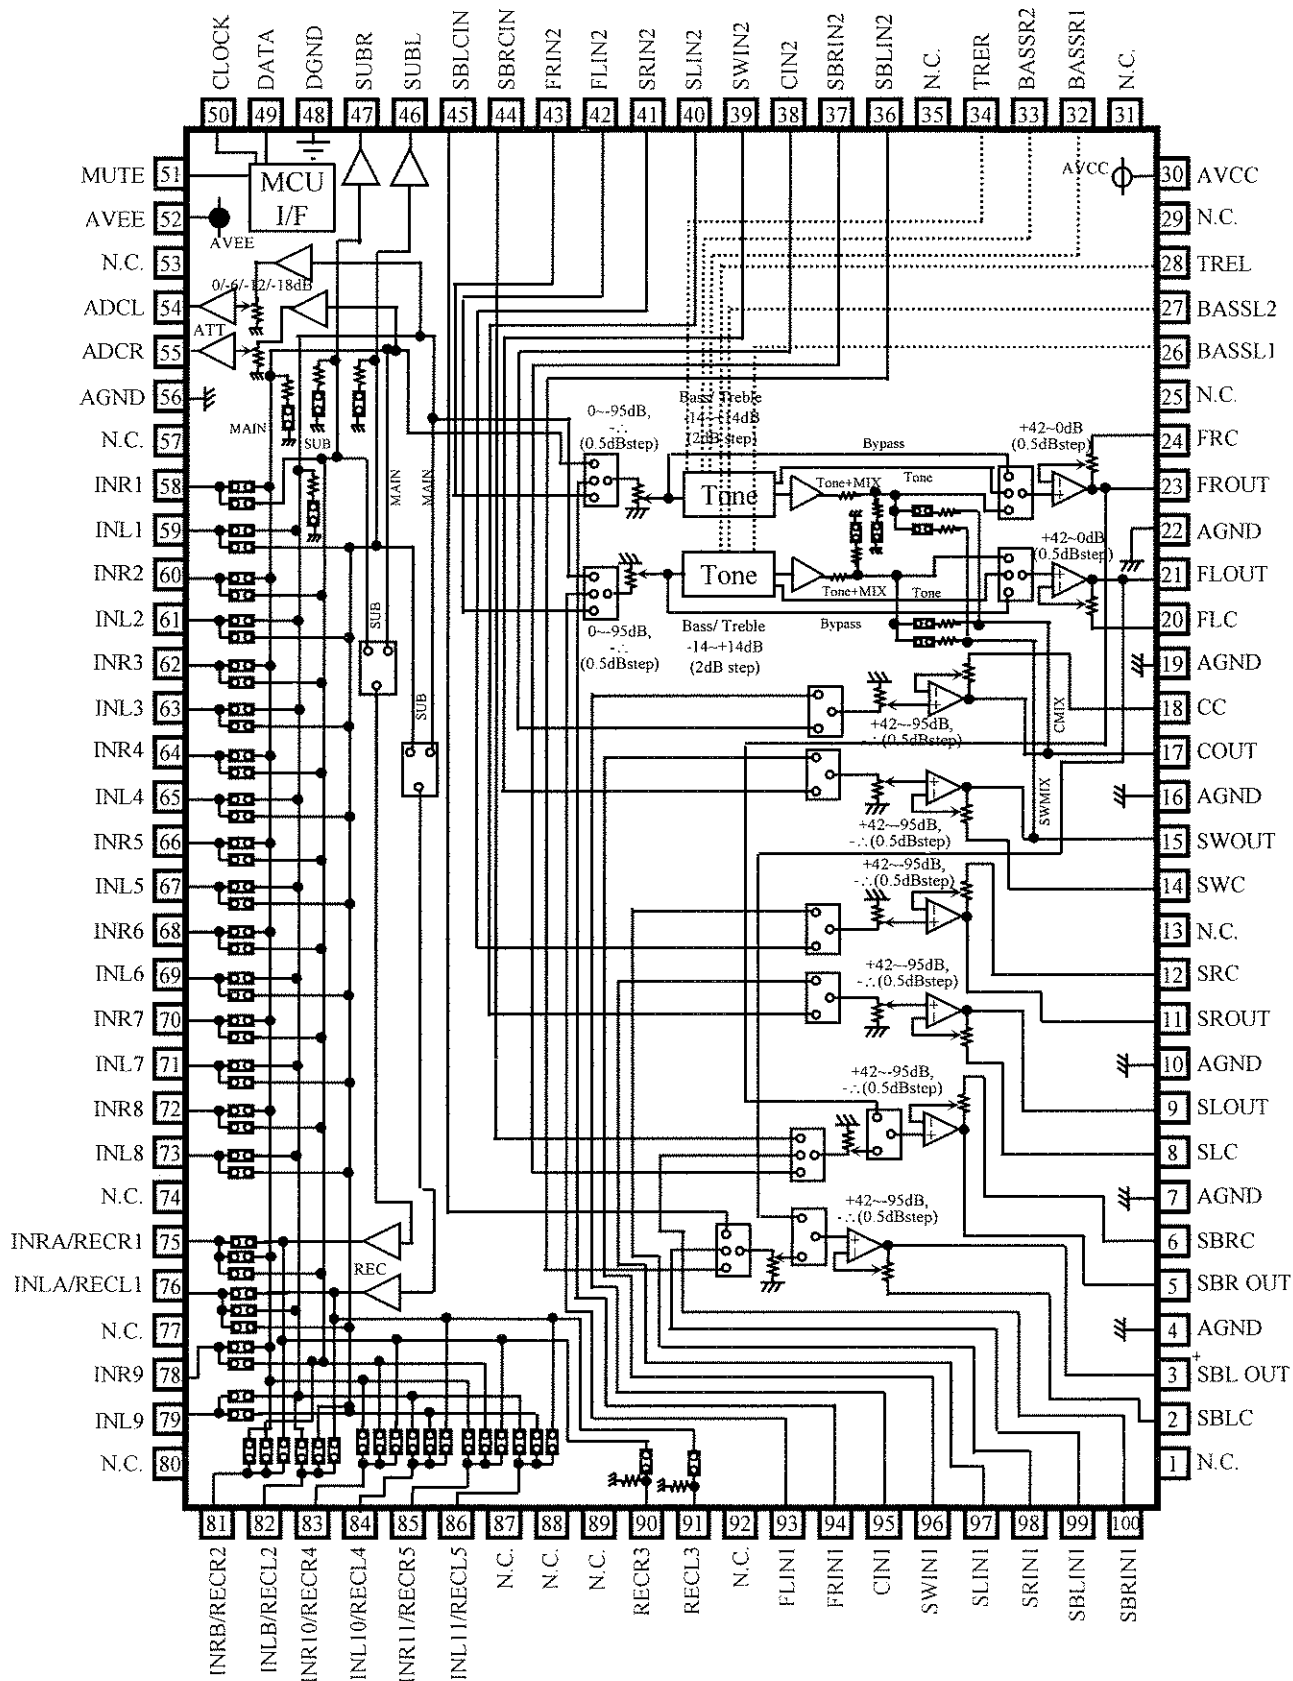 CLOCK
DATA
DGND
SUBR
SUBL
SBLCIN
SBRCIN
FRIN2
FLIN2
SRIN2
SLIN2
SWIN2
CIN2
SBRIN2
SBLIN2
N.C.
TRER
BASSR2
BASSR1
N.C.
50 49 48 47 46 45 44 43 42 41 40 39 38 37 36 35 34 33 32 31
MUTE 51
AVEE 52
N.C. 53
ADCL 54
ADCR 55
AGND 56
N.C. 57
INR1 58
INL1 59
INR2 60
INL2 61
INR3 62
INL3 63
INR4 64
INL4 65
INR5 66
INL5 67
INR6 68
INL6 69
INR7 70
INL7 71
INR8 72
INL8 73
N.C. 74
INRA/RECR1 75
INLA/RECL1 76
N.C. 77
INR9 78
INL9 79
N.C. 80
MCU
I/F
AVEE
0/-6/-12/-18dB
ATT
MAIN
SUB
MAIN
MAIN
SUB
SUB
REC
AVCC
0~-95dB,
-∴
(0.5dBstep)
Bass/ Treble
-14~+14dB
(2dB step)
Bypass
+42~0dB
(0.5dBstep)
Tone
Tone+MIX
Tone
+42~0dB
(0.5dBstep)
Tone
Tone+MIX
Tone
0~-95dB,
-∴
(0.5dBstep)
Bass/ Treble
-14~+14dB
(2dB step)
Bypass
+42~-95dB,
-∴(0.5dBstep)
CMIX
+42~-95dB,
-∴(0.5dBstep)
SWMIX
+42~-95dB,
-∴(0.5dBstep)
+42~-95dB,
-∴(0.5dBstep)
+42~-95dB,
-∴(0.5dBstep)
+42~-95dB,
-∴(0.5dBstep)
30 AVCC
29 N.C.
28 TREL
27 BASSL2
26 BASSL1
25 N.C.
24 FRC
23 FROUT
22 AGND
21 FLOUT
20 FLC
19 AGND
18 CC
17 COUT
16 AGND
15 SWOUT
14 SWC
13 N.C.
12 SRC
11 SROUT
10 AGND
9 SLOUT
8 SLC
7 AGND
6 SBRC
5 SBR OUT
4 AGND
3 SBL OUT
2 SBLC
1 N.C.
81 82 83 84 85 86 87 88 89 90 91 92 93 94 95 96 97 98 99 100
INRB/RECR2
INLB/RECL2
INR10/RECR4
INL10/RECL4
INR11/RECR5
INL11/RECL5
N.C.
N.C.
N.C.
RECR3
RECL3
N.C.
FLIN1
FRIN1
CIN1
SWIN1
SLIN1
SRIN1
SBLIN1
SBRIN1